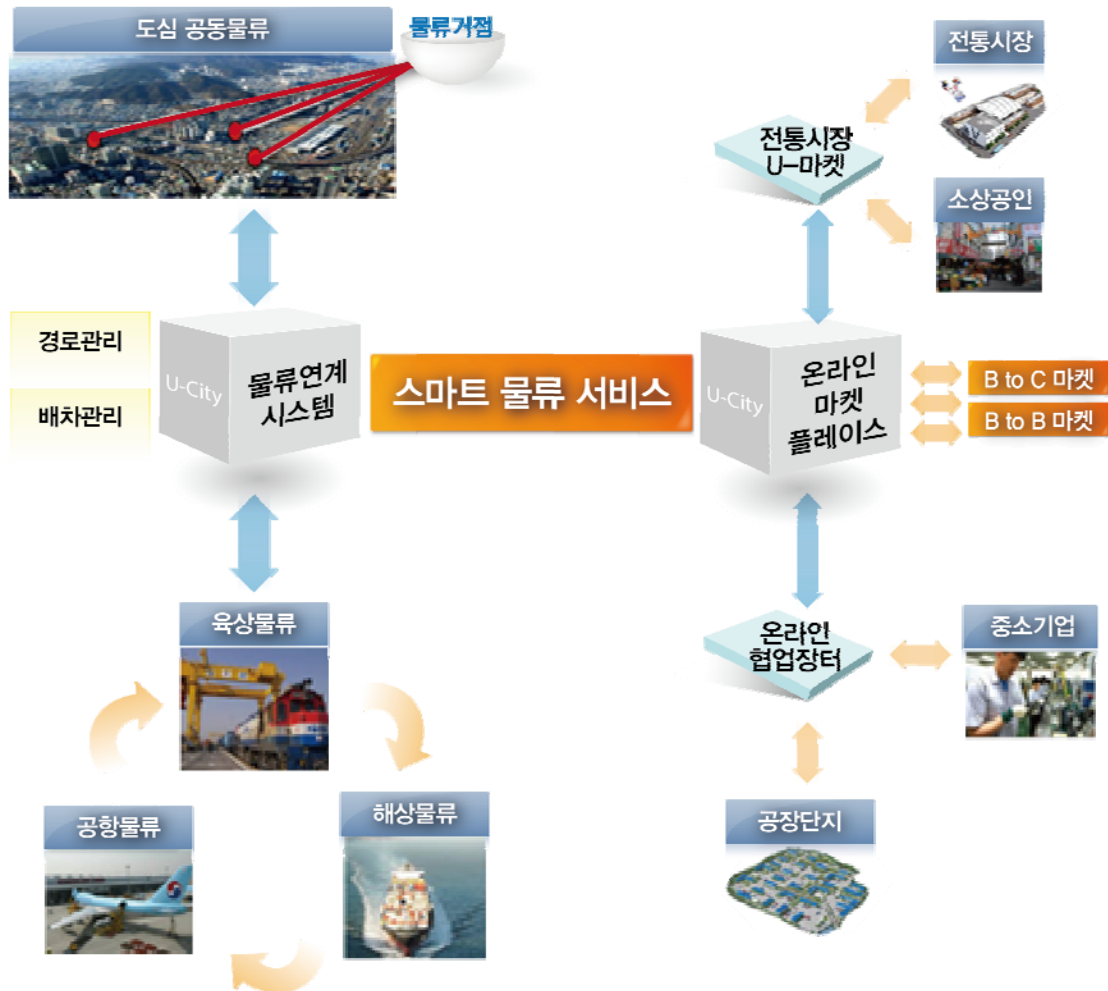 도심 공동물류
물류거점
전통시장
전통시장
U-마켓
소상공인
경로관리
배차관리
U-City
물류연계
시스템
스마트 물류 서비스
U-City
온라인
마켓
플레이스
B to C 마켓
B to B 마켓
육상물류
온라인
협업장터
중소기업
공항물류
해상물류
공장단지